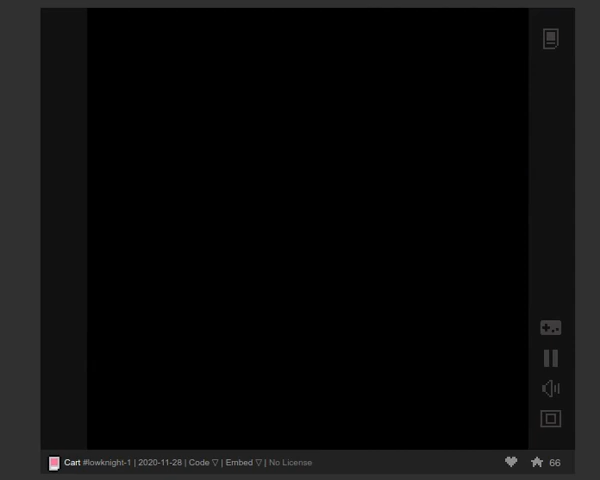 Cart #lowknight-1 | 2020-11-28 | Code ▽ | Embed ▽ | No License
66